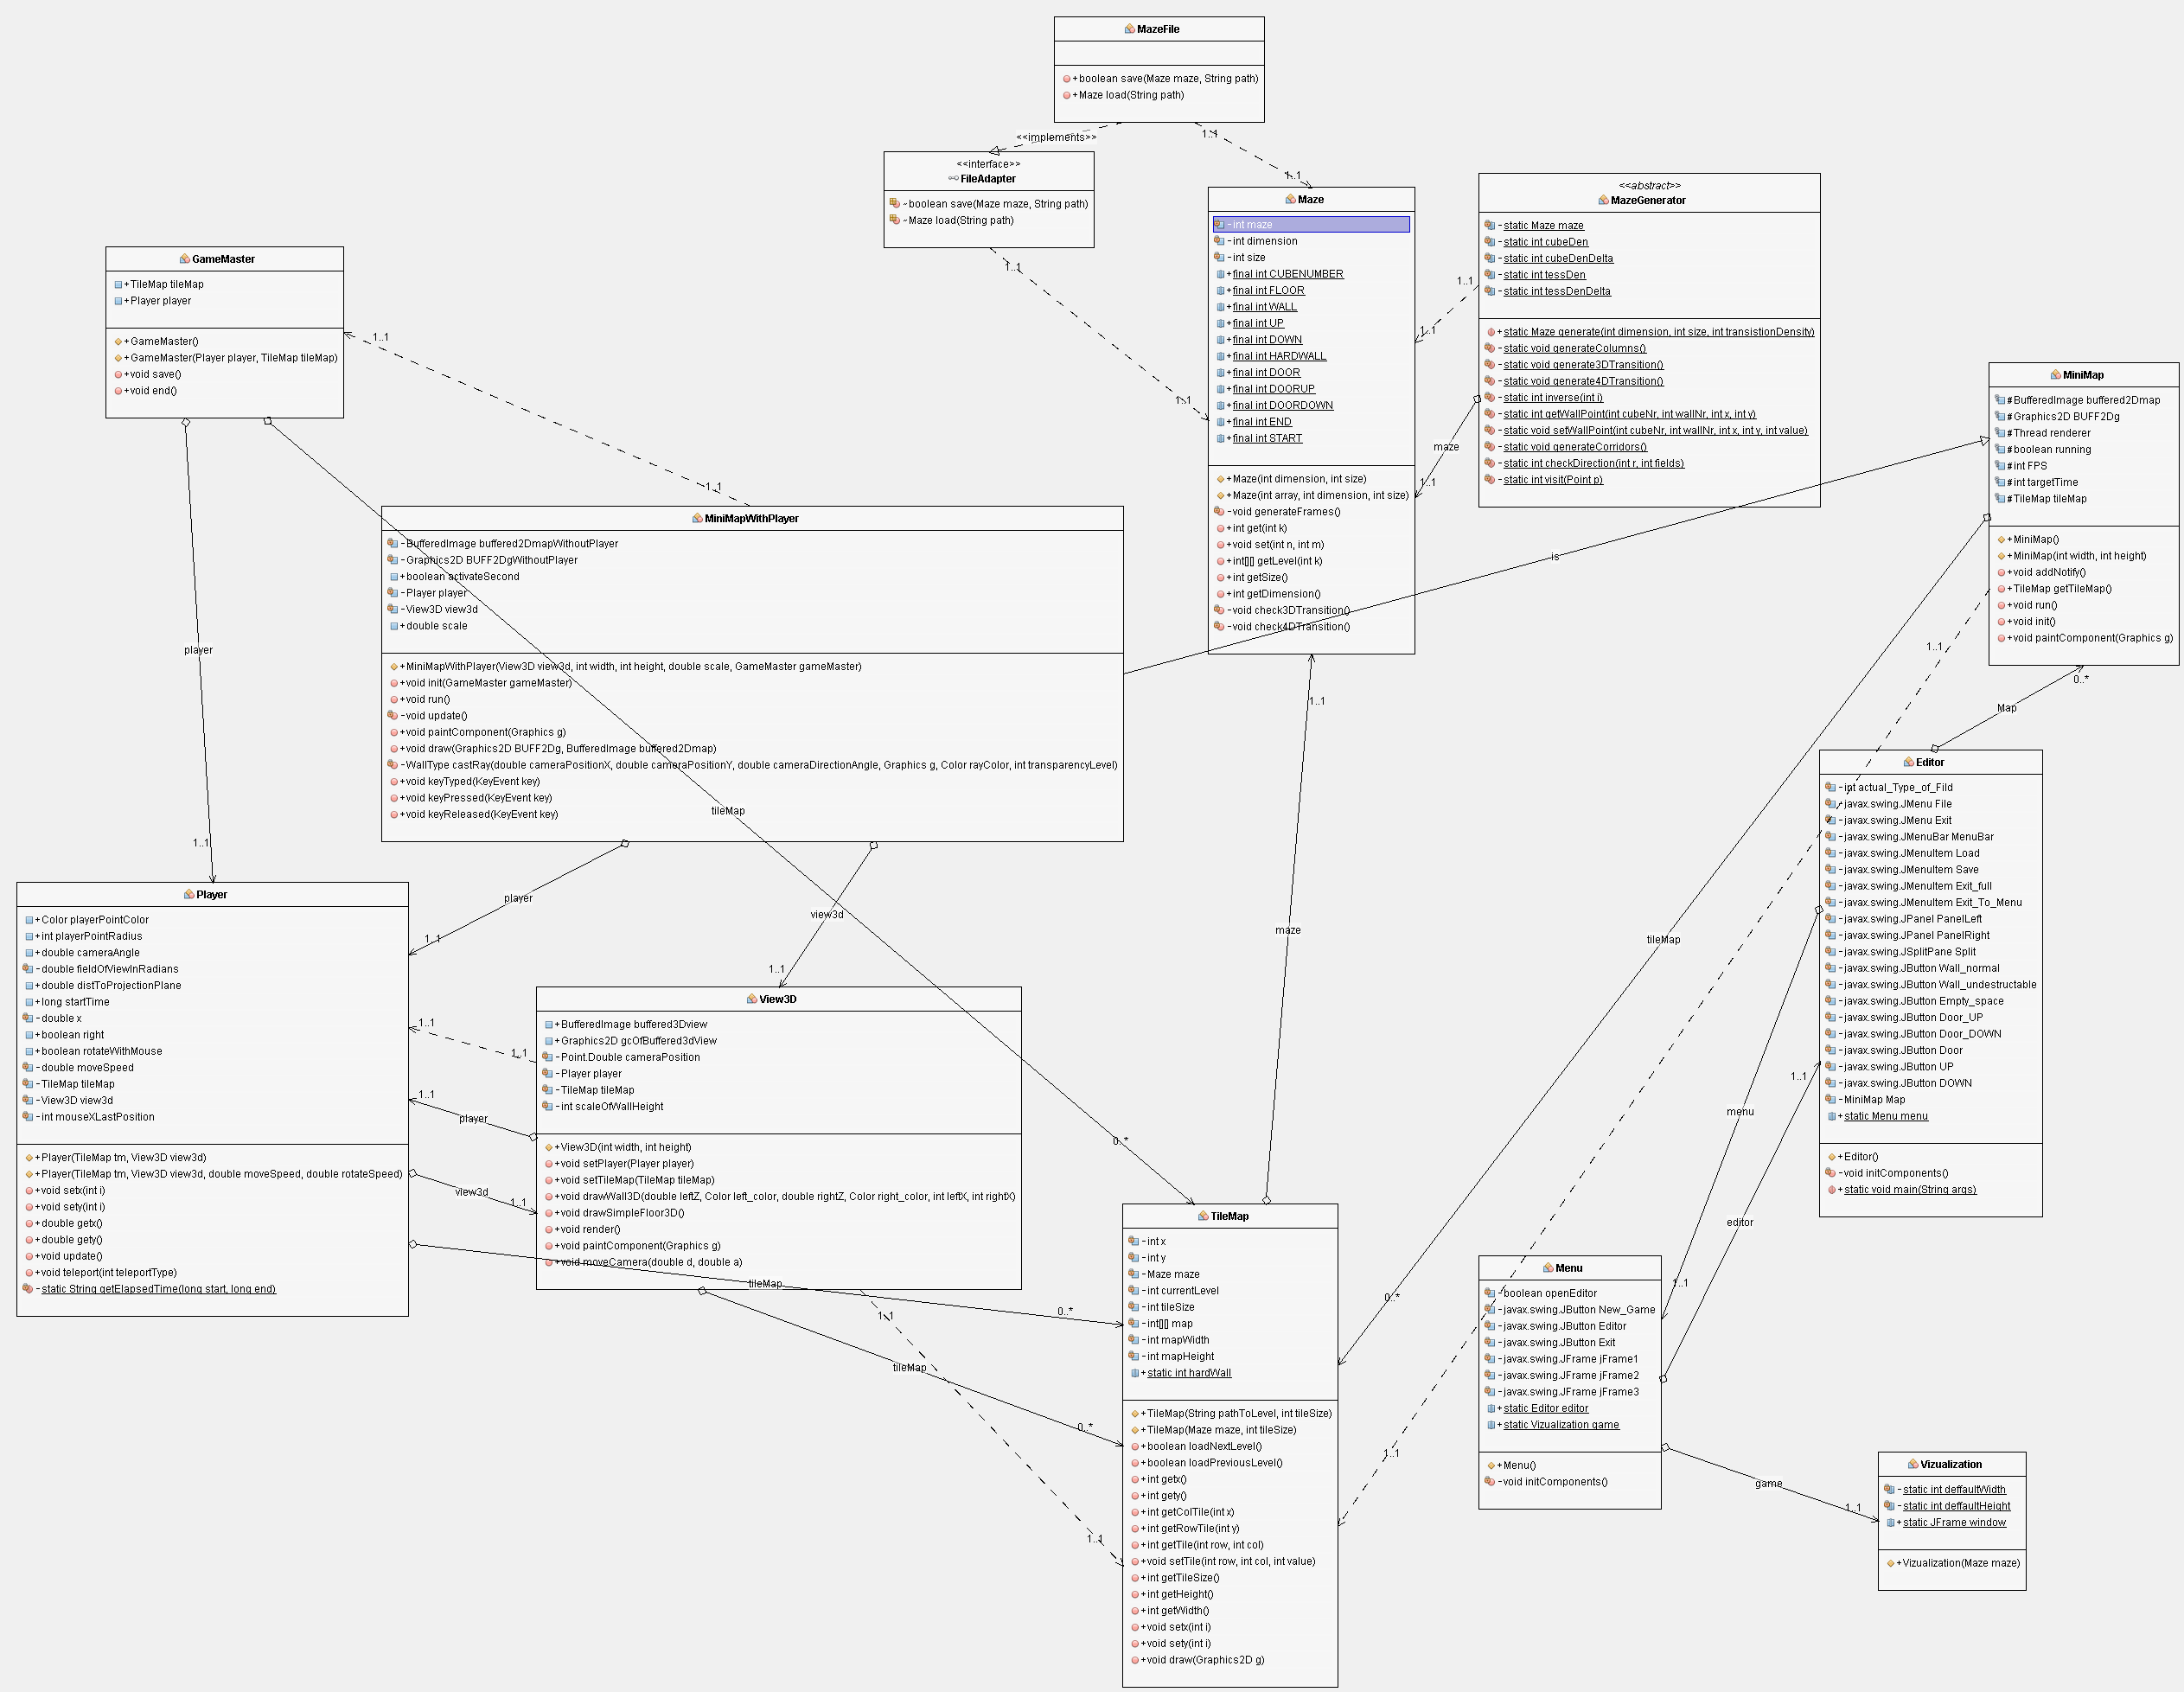 MazeFile
+boolean save(Maze maze, String path)
+Maze load(String path)
<<implements>>
1..1
1..1
<<interface>>
FileAdapter
~boolean save(Maze maze, String path)
~Maze load(String path)
1..1
1..1
Maze
-int maze
-int dimension
-int size
+final int CUBENUMBER
+final int FLOOR
+final int WALL
+final int UP
+final int DOWN
+final int HARDWALL
+final int DOOR
+final int DOORUP
+final int DOORDOWN
+final int END
+final int START
+Maze(int dimension, int size)
+Maze(int array, int dimension, int size)
-void generateFrames()
+int get(int k)
+void set(int n, int m)
+int[][] getLevel(int k)
+int getSize()
+int getDimension()
-void check3DTransition()
-void check4DTransition()
<<abstract>>
MazeGenerator
-static Maze maze
-static int cubeDen
-static int cubeDenDelta
-static int tessDen
-static int tessDenDelta
+static Maze generate(int dimension, int size, int transistionDensity)
-static void generateColumns()
-static void generate3DTransition()
-static void generate4DTransition()
-static int inverse(int i)
-static int getWallPoint(int cubeNr, int wallNr, int x, int y)
-static void setWallPoint(int cubeNr, int wallNr, int x, int y, int value)
-static void generateCorridors()
-static int checkDirection(int r, int fields)
-static int visit(Point p)
1..1
1..1
maze
1..1
GameMaster
+TileMap tileMap
+Player player
+GameMaster()
+GameMaster(Player player, TileMap tileMap)
+void save()
+void end()
1..1
1..1
player
1..1
tileMap
0..*
MiniMap
#BufferedImage buffered2Dmap
#Graphics2D BUFF2Dg
#Thread renderer
#boolean running
#int FPS
#int targetTime
#TileMap tileMap
+MiniMap()
+MiniMap(int width, int height)
+void addNotify()
+TileMap getTileMap()
+void run()
+void init()
+void paintComponent(Graphics g)
is
1..1
0..*
Map
MiniMapWithPlayer
-BufferedImage buffered2DmapWithoutPlayer
-Graphics2D BUFF2DgWithoutPlayer
+boolean activateSecond
-Player player
-View3D view3d
+double scale
+MiniMapWithPlayer(View3D view3d, int width, int height, double scale, GameMaster gameMaster)
+void init(GameMaster gameMaster)
+void run()
-void update()
+void paintComponent(Graphics g)
+void draw(Graphics2D BUFF2Dg, BufferedImage buffered2Dmap)
-WallType castRay(double cameraPositionX, double cameraPositionY, double cameraDirectionAngle, Graphics g, Color rayColor, int transparencyLevel)
+void keyTyped(KeyEvent key)
+void keyPressed(KeyEvent key)
+void keyReleased(KeyEvent key)
player
1..1
view3d
1..1
1..1
maze
tileMap
0..*
1..1
Editor
-int actual_Type_of_Fild
-javax.swing.JMenu File
-javax.swing.JMenu Exit
-javax.swing.JMenuBar MenuBar
-javax.swing.JMenuItem Load
-javax.swing.JMenuItem Save
-javax.swing.JMenuItem Exit_full
-javax.swing.JMenuItem Exit_To_Menu
-javax.swing.JPanel PanelLeft
-javax.swing.JPanel PanelRight
-javax.swing.JSplitPane Split
-javax.swing.JButton Wall_normal
-javax.swing.JButton Wall_undestructable
-javax.swing.JButton Empty_space
-javax.swing.JButton Door_UP
-javax.swing.JButton Door_DOWN
-javax.swing.JButton Door
-javax.swing.JButton UP
-javax.swing.JButton DOWN
-MiniMap Map
+static Menu menu
+Editor()
-void initComponents()
+static void main(String args)
menu
1..1
editor
1..1
Player
+Color playerPointColor
+int playerPointRadius
+double cameraAngle
-double fieldOfViewInRadians
+double distToProjectionPlane
+long startTime
-double x
+boolean right
+boolean rotateWithMouse
-double moveSpeed
-TileMap tileMap
-View3D view3d
-int mouseXLastPosition
+Player(TileMap tm, View3D view3d)
+Player(TileMap tm, View3D view3d, double moveSpeed, double rotateSpeed)
+void setx(int i)
+void sety(int i)
+double getx()
+double gety()
+void update()
+void teleport(int teleportType)
-static String getElapsedTime(long start, long end)
1..1
1..1
1..1
player
view3d
1..1
tileMap
0..*
View3D
+BufferedImage buffered3Dview
+Graphics2D gcOfBuffered3dView
-Point.Double cameraPosition
-Player player
-TileMap tileMap
-int scaleOfWallHeight
+View3D(int width, int height)
+void setPlayer(Player player)
+void setTileMap(TileMap tileMap)
+void drawWall3D(double leftZ, Color left_color, double rightZ, Color right_color, int leftX, int rightX)
+void drawSimpleFloor3D()
+void render()
+void paintComponent(Graphics g)
+void moveCamera(double d, double a)
1..1
1..1
tileMap
0..*
TileMap
-int x
-int y
-Maze maze
-int currentLevel
-int tileSize
-int[][] map
-int mapWidth
-int mapHeight
+static int hardWall
+TileMap(String pathToLevel, int tileSize)
+TileMap(Maze maze, int tileSize)
+boolean loadNextLevel()
+boolean loadPreviousLevel()
+int getx()
+int gety()
+int getColTile(int x)
+int getRowTile(int y)
+int getTile(int row, int col)
+void setTile(int row, int col, int value)
+int getTileSize()
+int getHeight()
+int getWidth()
+void setx(int i)
+void sety(int i)
+void draw(Graphics2D g)
Menu
-boolean openEditor
-javax.swing.JButton New_Game
-javax.swing.JButton Editor
-javax.swing.JButton Exit
-javax.swing.JFrame jFrame1
-javax.swing.JFrame jFrame2
-javax.swing.JFrame jFrame3
+static Editor editor
+static Vizualization game
+Menu()
-void initComponents()
game
1..1
Vizualization
-static int deffaultWidth
-static int deffaultHeight
+static JFrame window
+Vizualization(Maze maze)